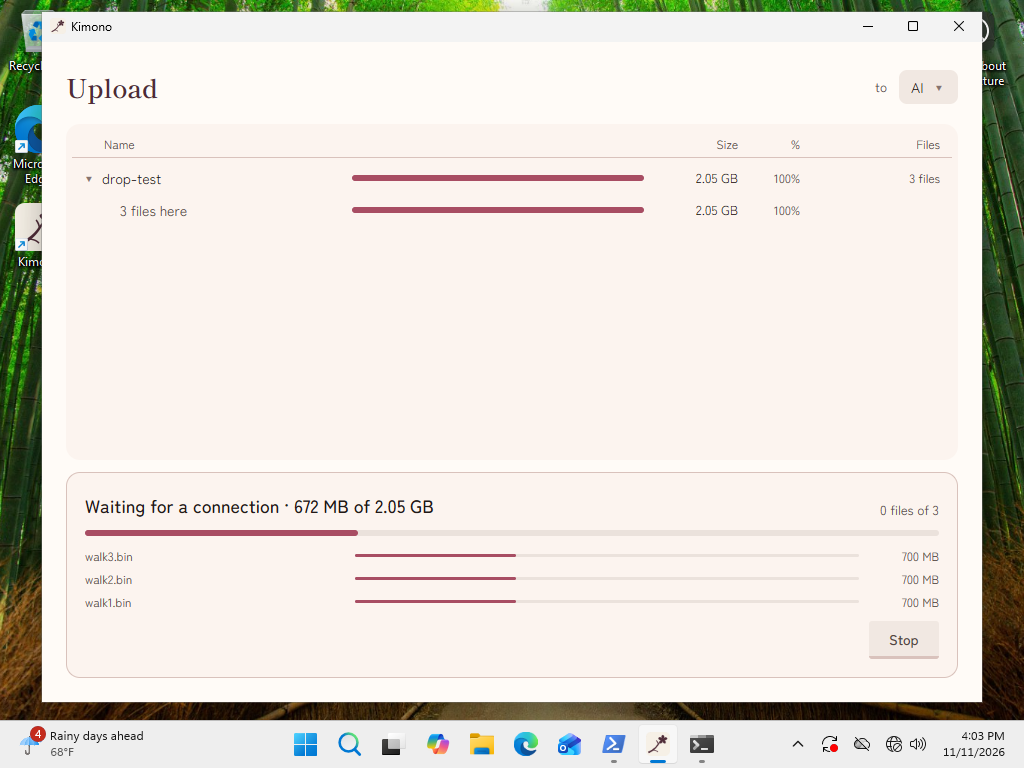 Kimono
Recycl
bout
ture
Micro
Edg
Kimo
Upload
to
AI
Name
Size
%
Files
drop-test
2.05 GB
100%
3 files
3 files here
2.05 GB
100%
Waiting for a connection · 672 MB of 2.05 GB
0 files of 3
walk3.bin
700 MB
walk2.bin
700 MB
walk1.bin
700 MB
Stop
4
Rainy days ahead
68°F
4:03 PM
11/11/2026